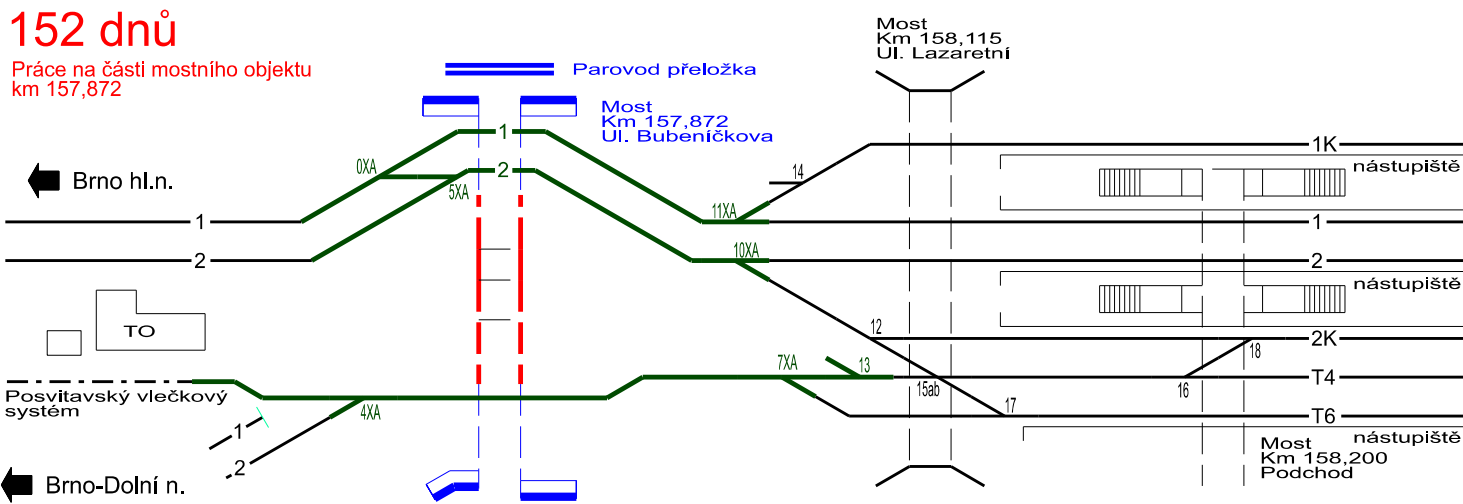 152 dnů
Práce na části mostního objektu
km 157,872
Parovod přeložka
Most
Km 157,872
Ul. Bubeníčkova
Most
Km 158,115
Ul. Lazaretní
Brno hl.n.
0XA
5XA
1
2
11XA
10XA
14
1K
nástupiště
1
1
2
2
nástupiště
TO
12
2K
18
7XA
13
15ab
16
T4
17
T6
nástupiště
Posvitavský vlečkový
systém
4XA
1
2
Brno-Dolní n.
Most
Km 158,200
Podchod